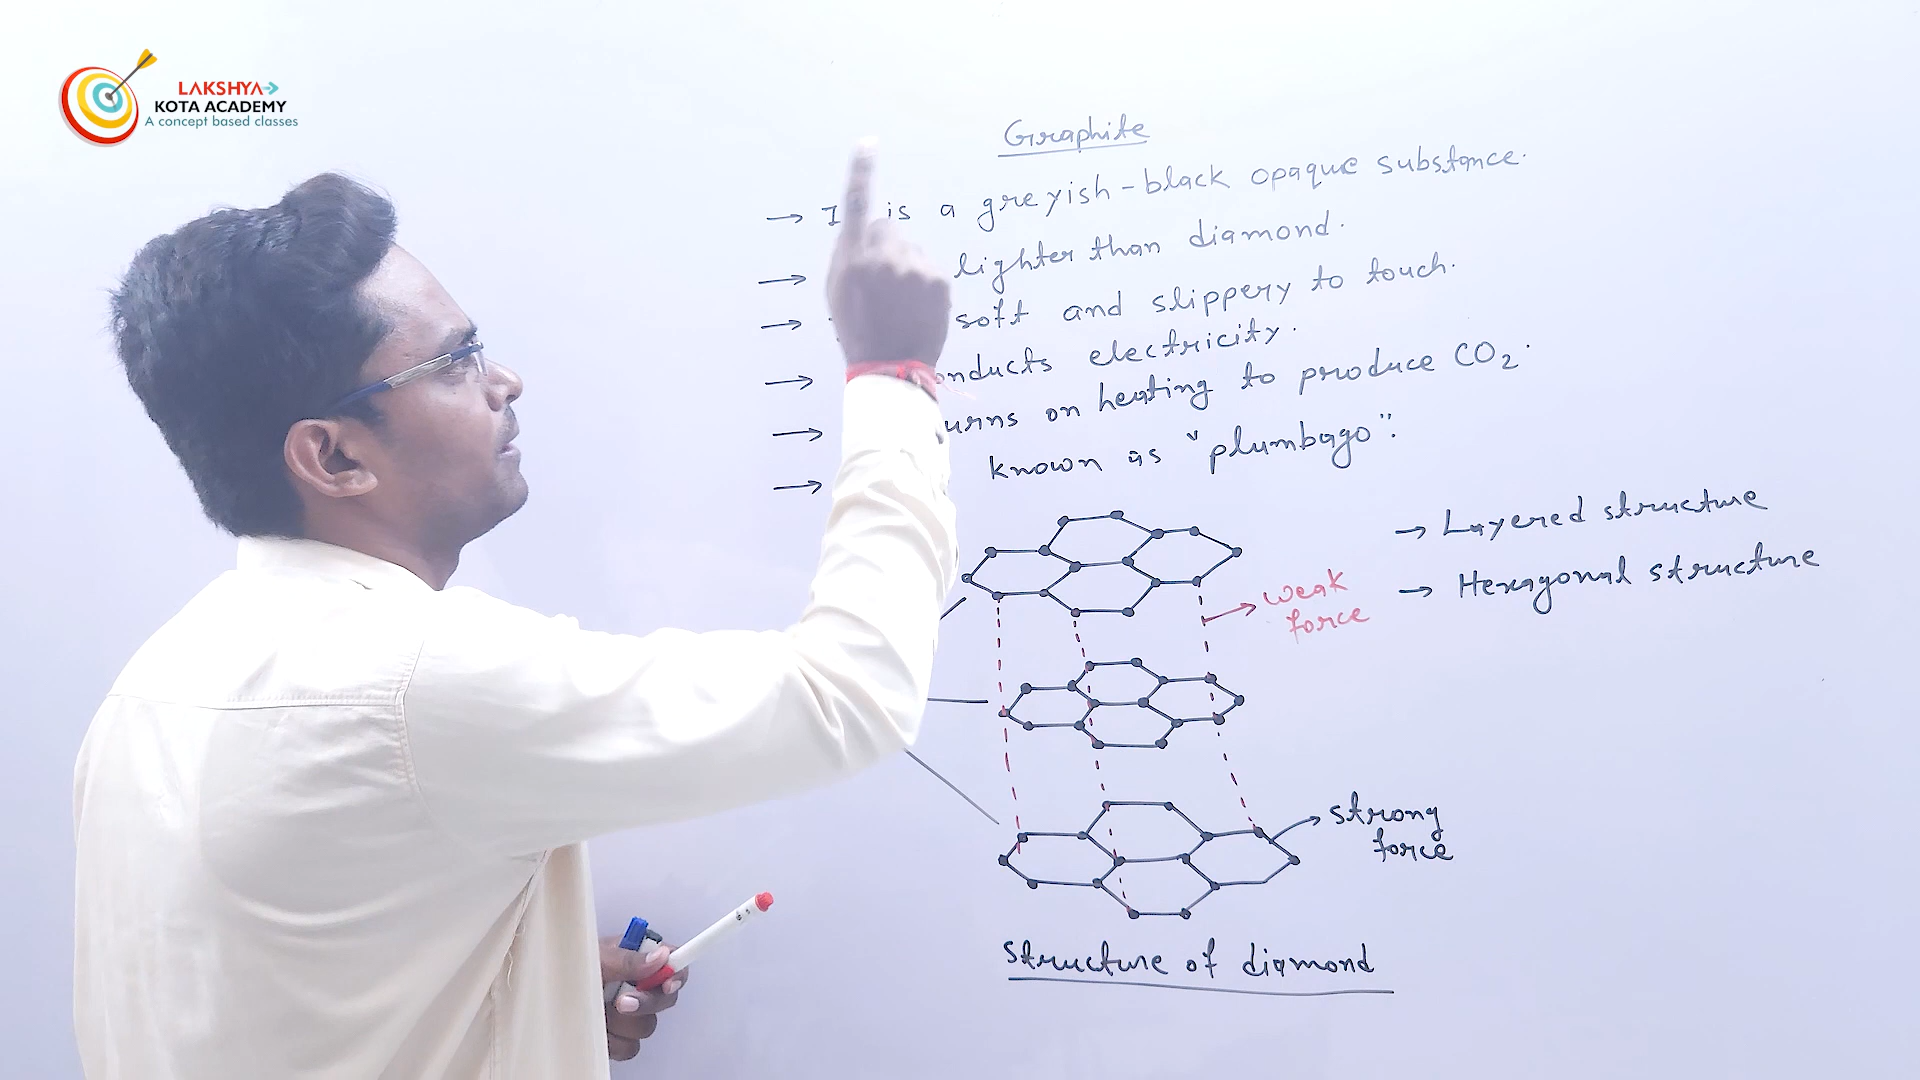 LAKSHYA
KOTA ACADEMY
A concept based classes
Graphite
→ is a greyish-black opaque substance.
→ lighter than diamond.
→ soft and slippery to touch.
→ electricity.
→ on heating to produce CO2.
→ known as "plumbago".
→ Layered structure
→ Hexagonal structure
weak
force
strong
force
structure of diamond